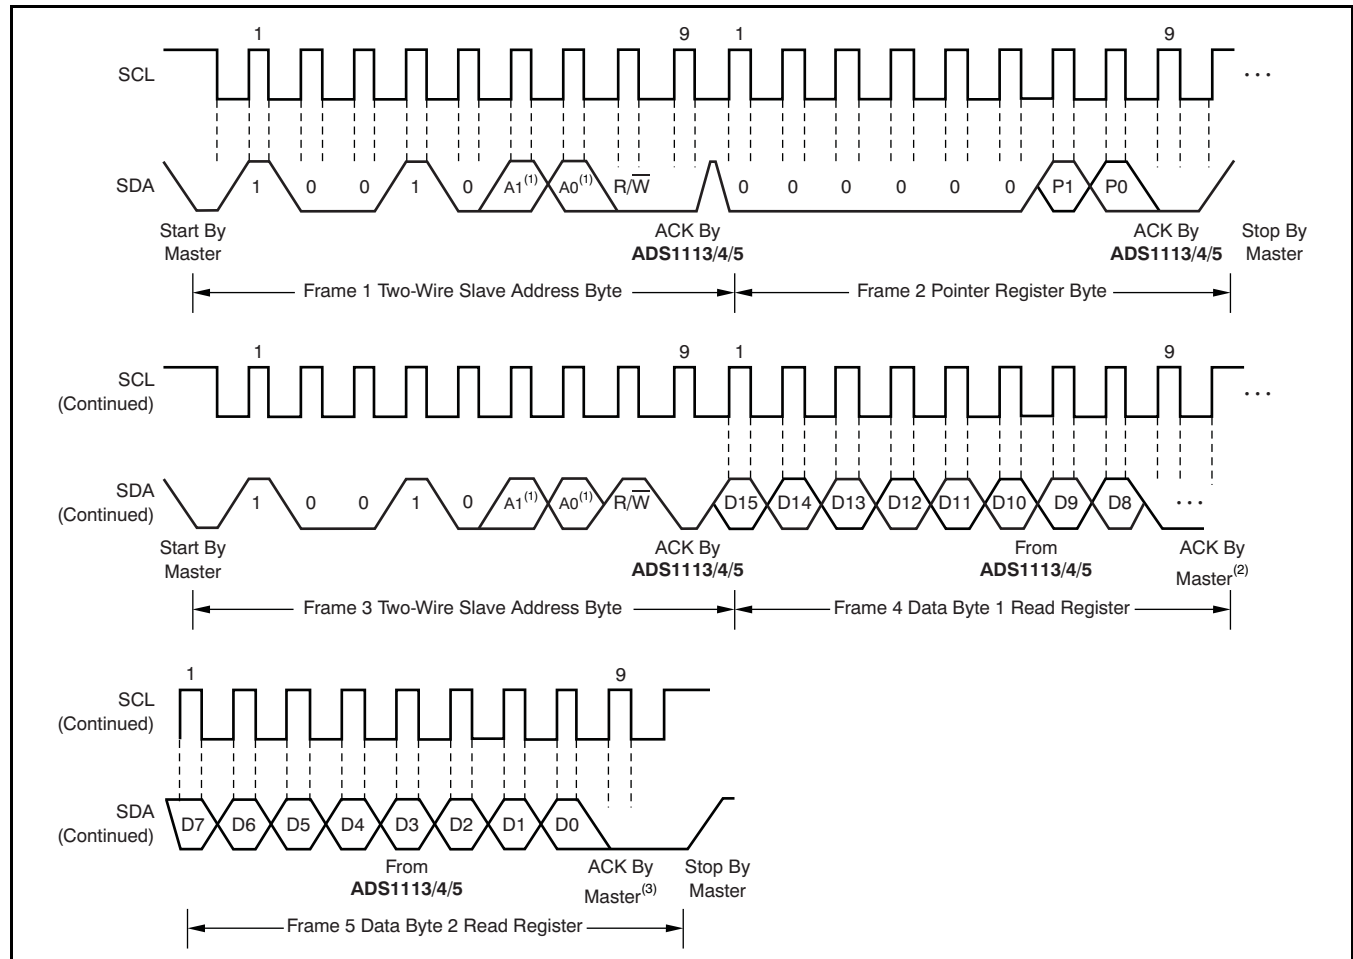 1 9 1 9
SCL ...
SDA 1 0 0 1 0 A1(1) A0(1) R/W 0 0 0 0 0 0 P1 P0
Start By Master
ACK By ADS1113/4/5
ACK By ADS1113/4/5
Stop By Master
Frame 1 Two-Wire Slave Address Byte
Frame 2 Pointer Register Byte
1 9 1 9
SCL (Continued) ...
SDA (Continued) 1 0 0 1 0 A1(1) A0(1) R/W D15 D14 D13 D12 D11 D10 D9 D8 ...
Start By Master
ACK By ADS1113/4/5
From ADS1113/4/5
ACK By Master(2)
Frame 3 Two-Wire Slave Address Byte
Frame 4 Data Byte 1 Read Register
1 9
SCL (Continued)
SDA (Continued) D7 D6 D5 D4 D3 D2 D1 D0
From ADS1113/4/5
ACK By Master(3)
Stop By Master
Frame 5 Data Byte 2 Read Register